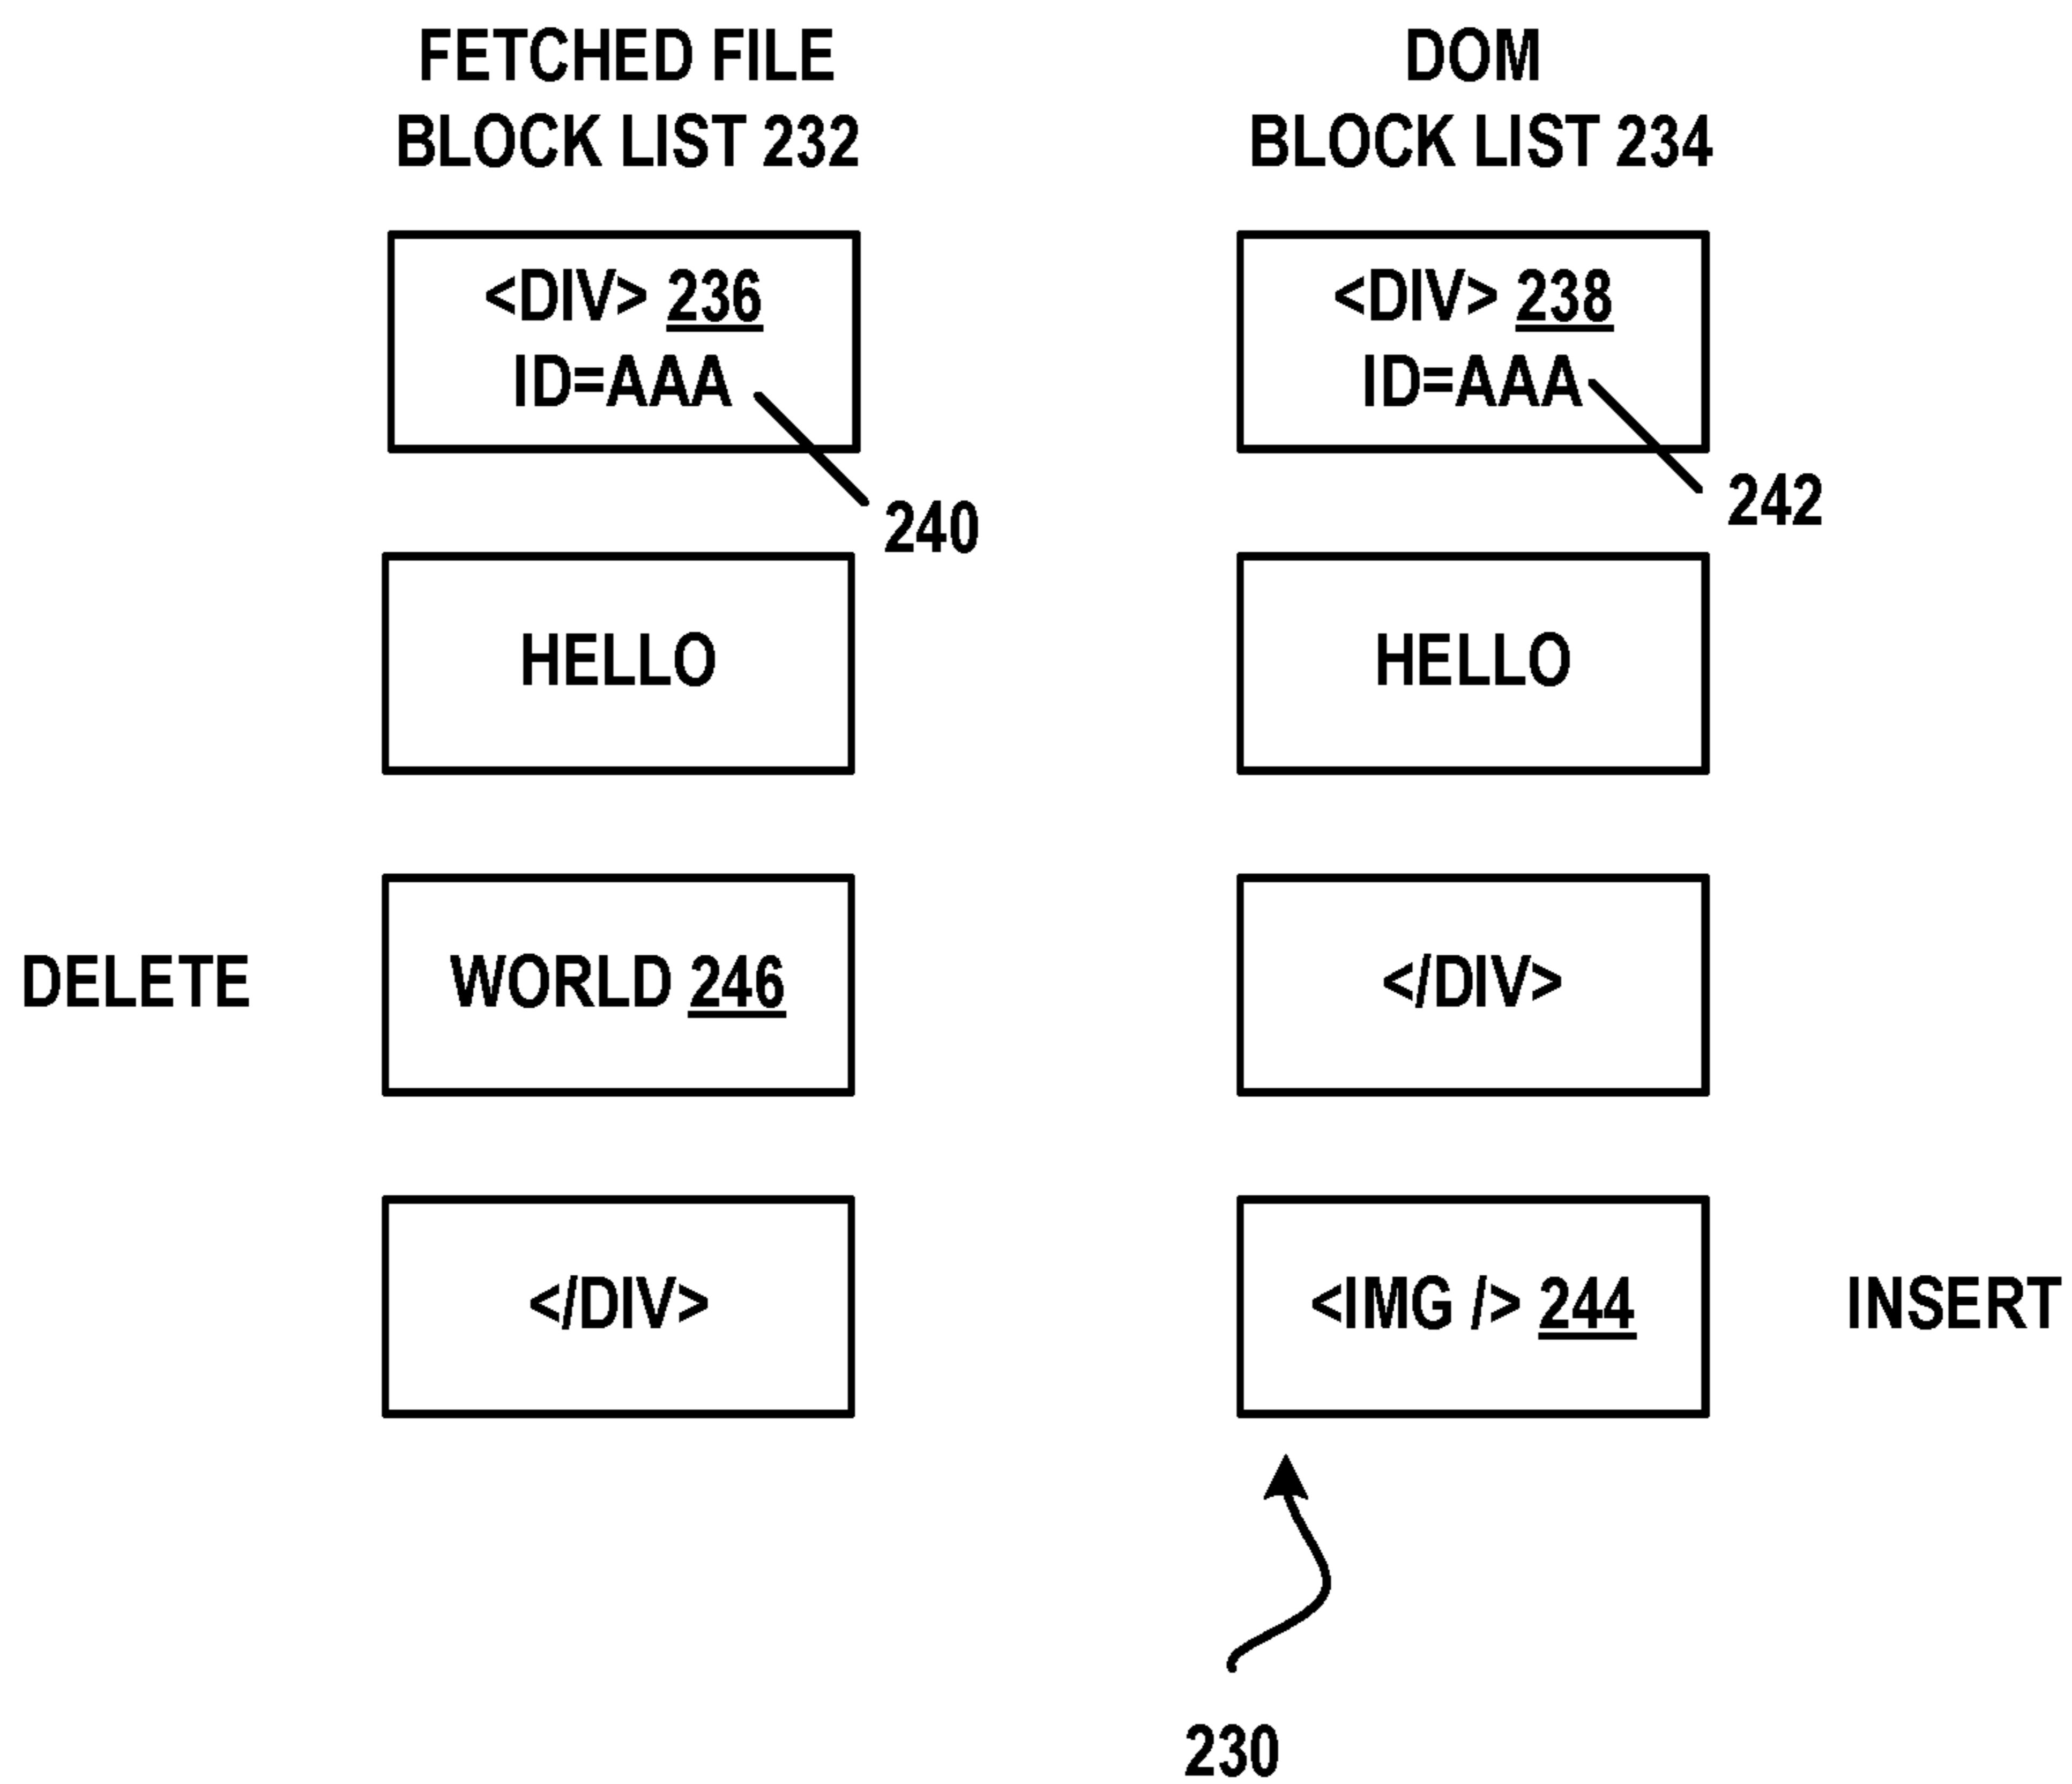 FETCHED FILE
BLOCK LIST 232
DOM
BLOCK LIST 234
<DIV> 236
ID=AAA
240
<DIV> 238
ID=AAA
242
HELLO
HELLO
DELETE
WORLD 246
</DIV>
</DIV>
<IMG /> 244
INSERT
230